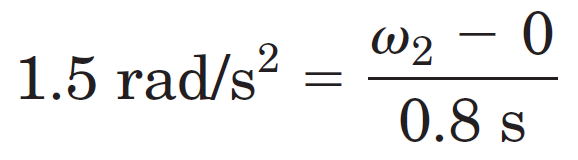 1.5 rad/s² = (ω₂ − 0) / (0.8 s)